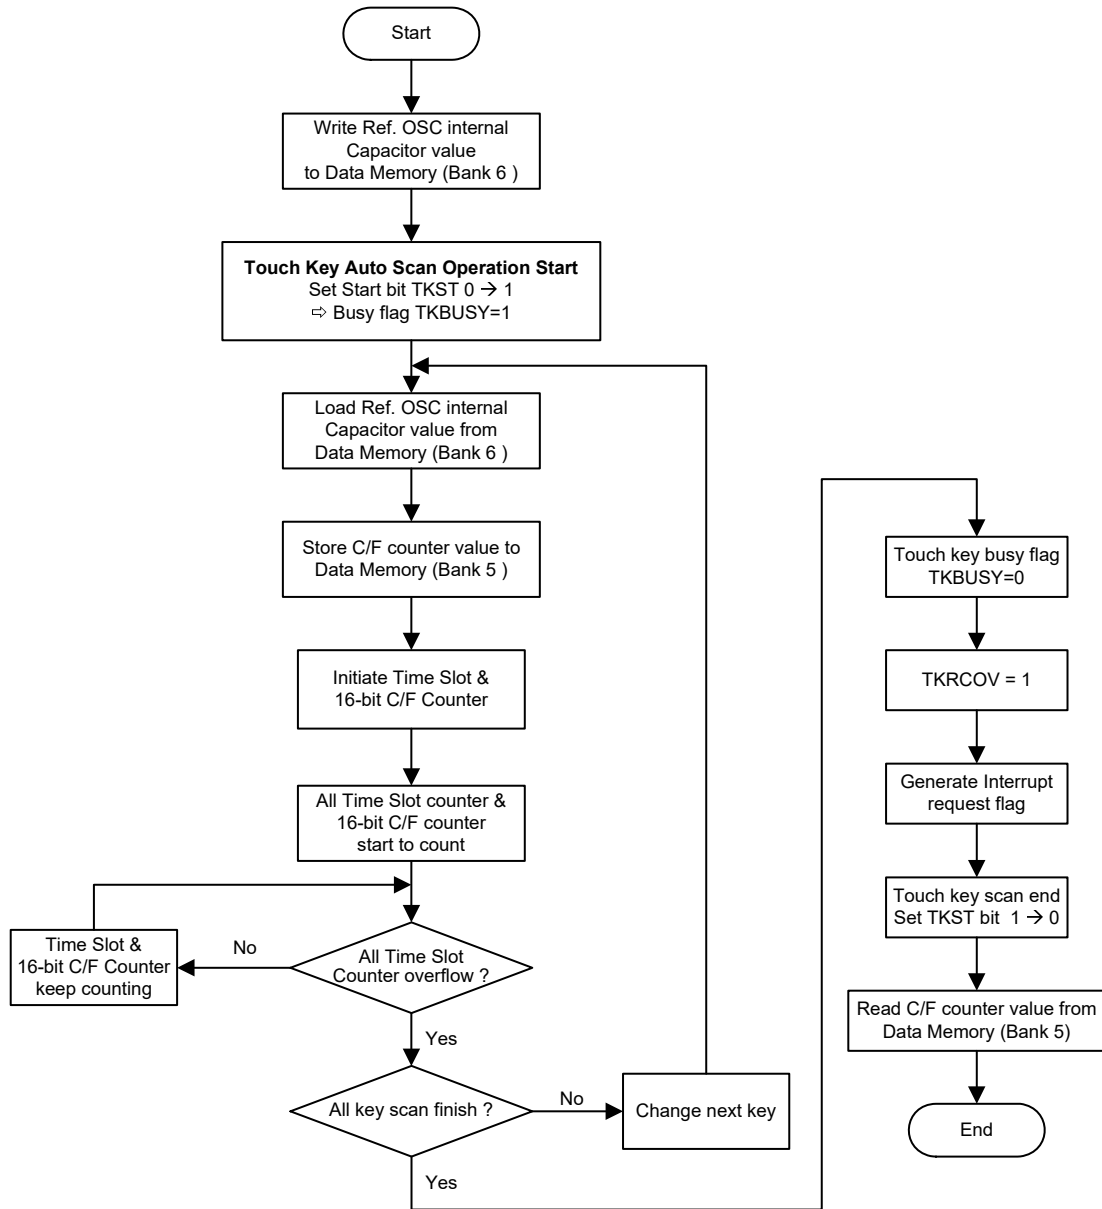 Start
Write Ref. OSC internal
Capacitor value
to Data Memory (Bank 6 )
Touch Key Auto Scan Operation Start
Set Start bit TKST 0 → 1
⇨ Busy flag TKBUSY=1
Load Ref. OSC internal
Capacitor value from
Data Memory (Bank 6 )
Store C/F counter value to
Data Memory (Bank 5 )
Initiate Time Slot &
16-bit C/F Counter
All Time Slot counter &
16-bit C/F counter
start to count
Time Slot &
16-bit C/F Counter
keep counting
No
All Time Slot
Counter overflow ?
Yes
All key scan finish ?
No
Change next key
Yes
Touch key busy flag
TKBUSY=0
TKRCOV = 1
Generate Interrupt
request flag
Touch key scan end
Set TKST bit 1 → 0
Read C/F counter value from
Data Memory (Bank 5)
End